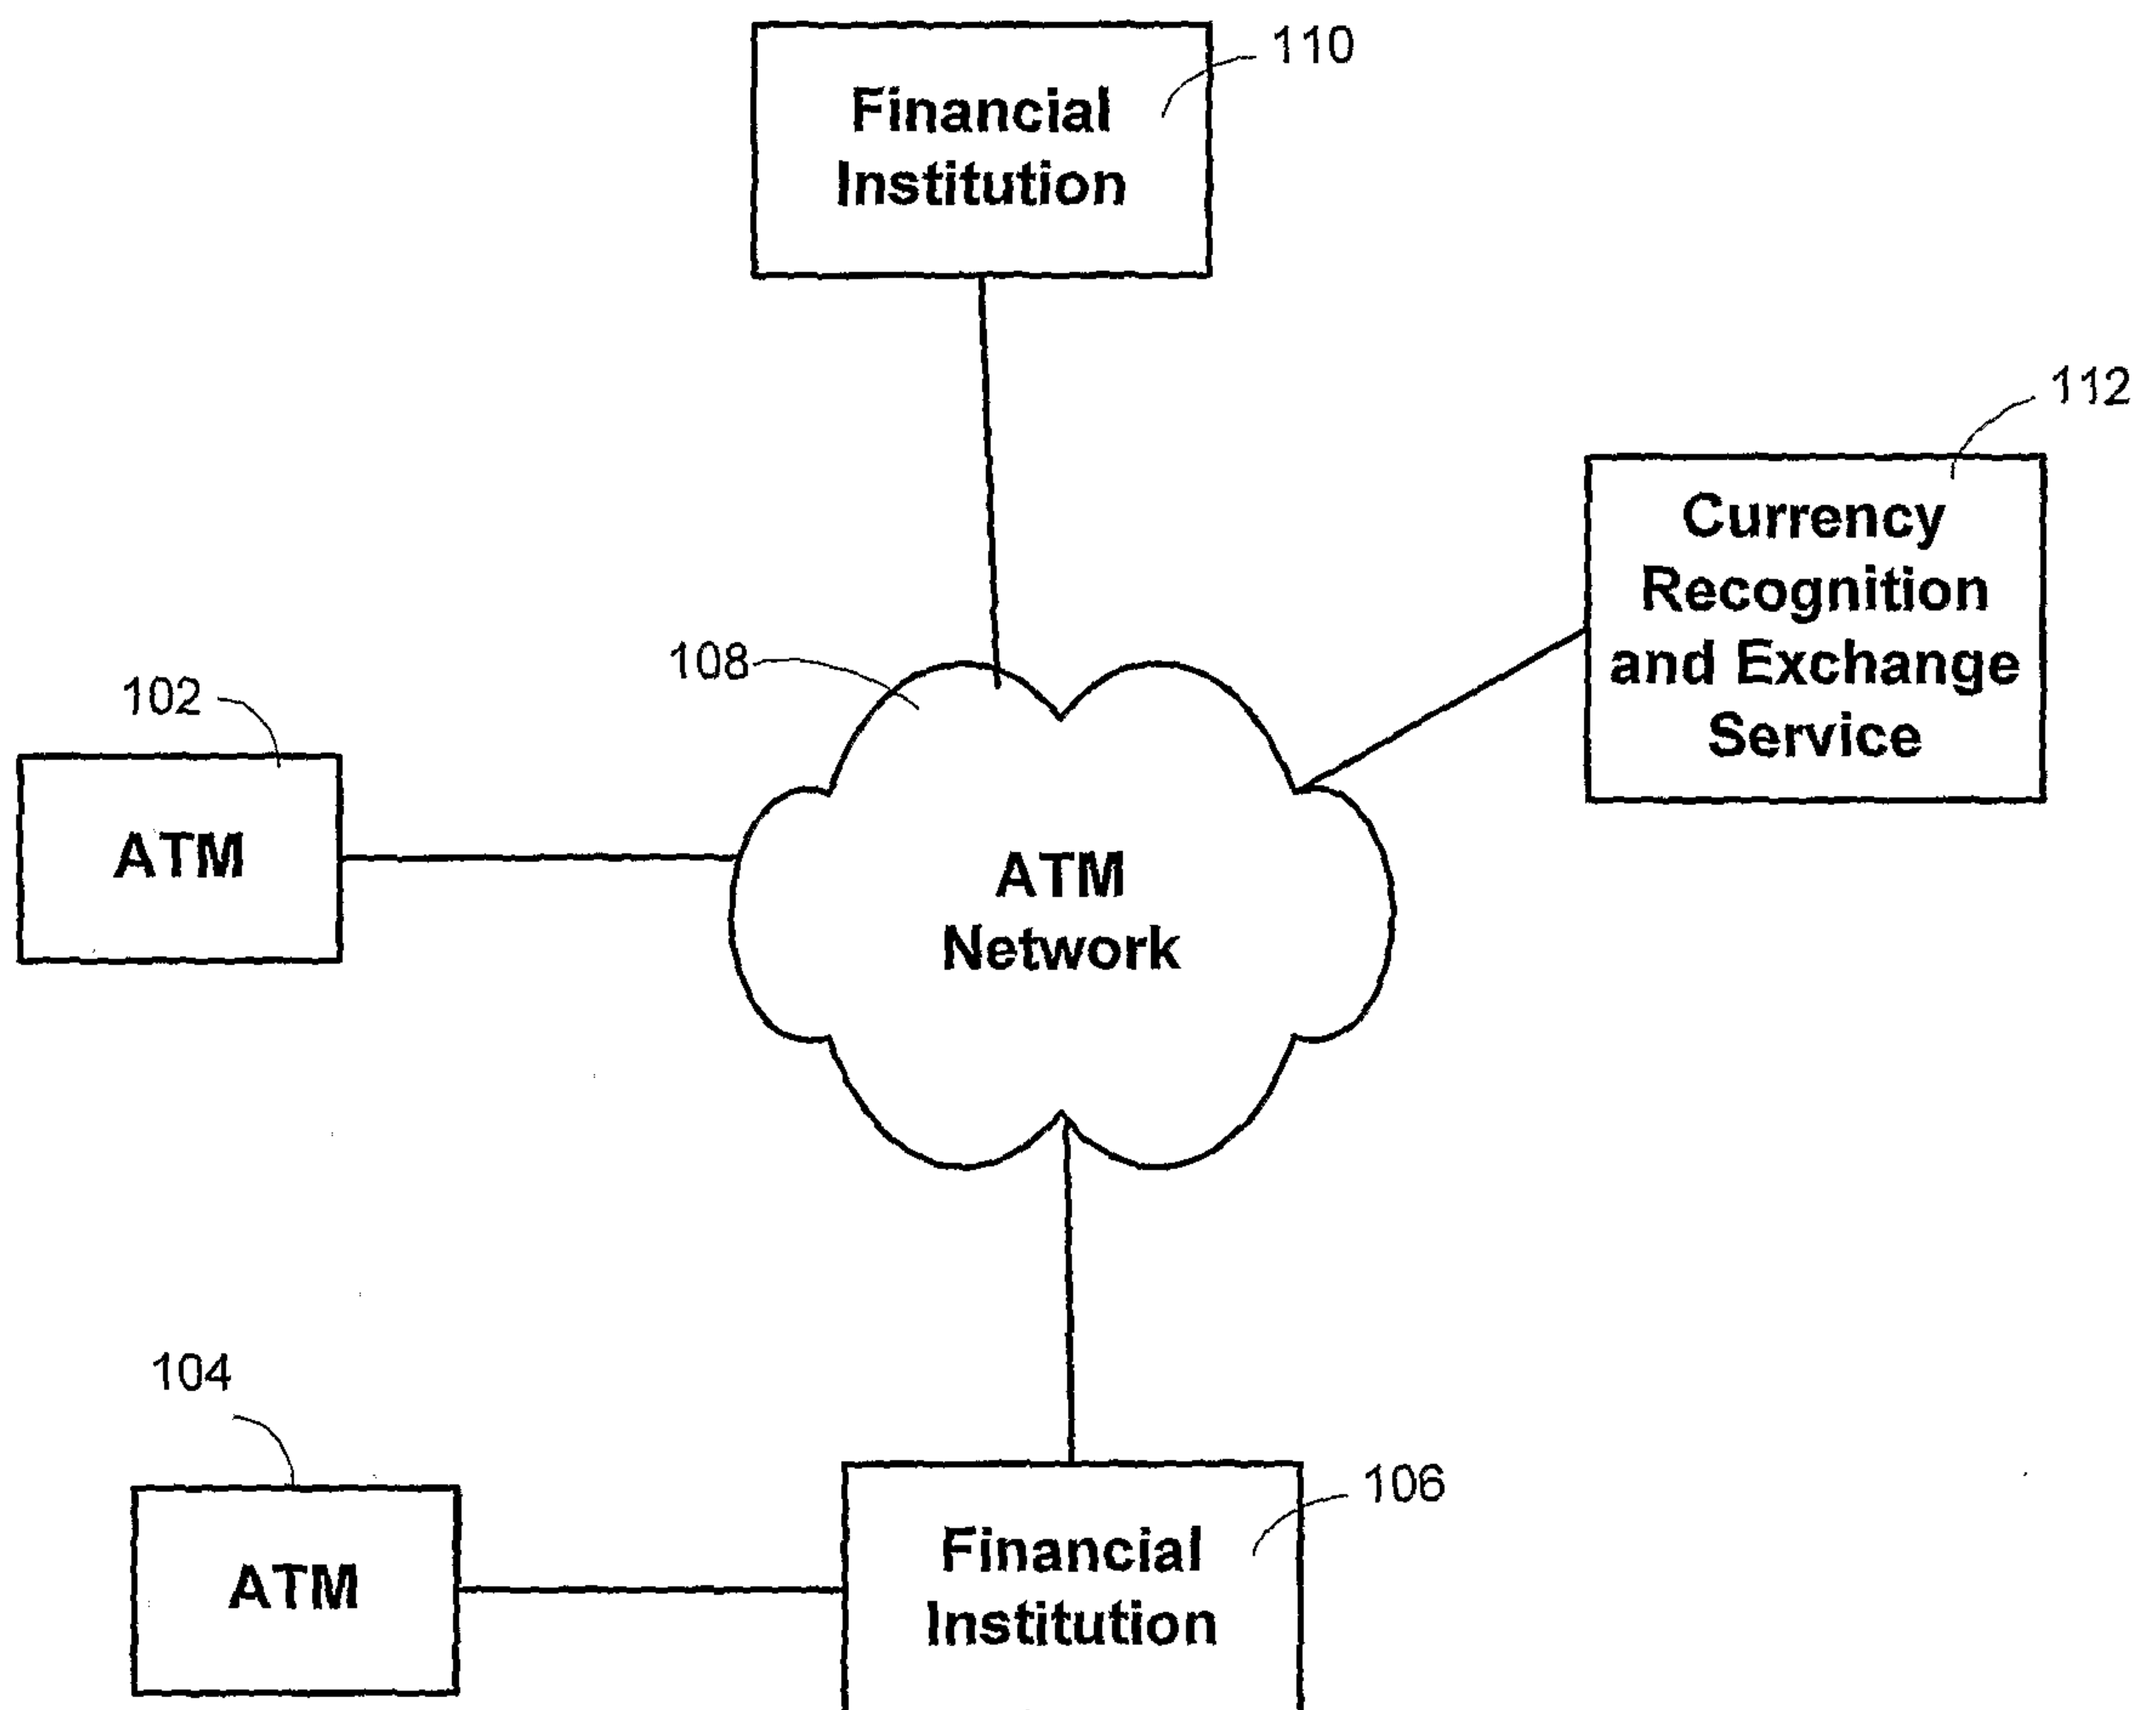 110
Financial
Institution
112
Currency
Recognition
and Exchange
Service
108
102
ATM
ATM
Network
104
ATM
106
Financial
Institution